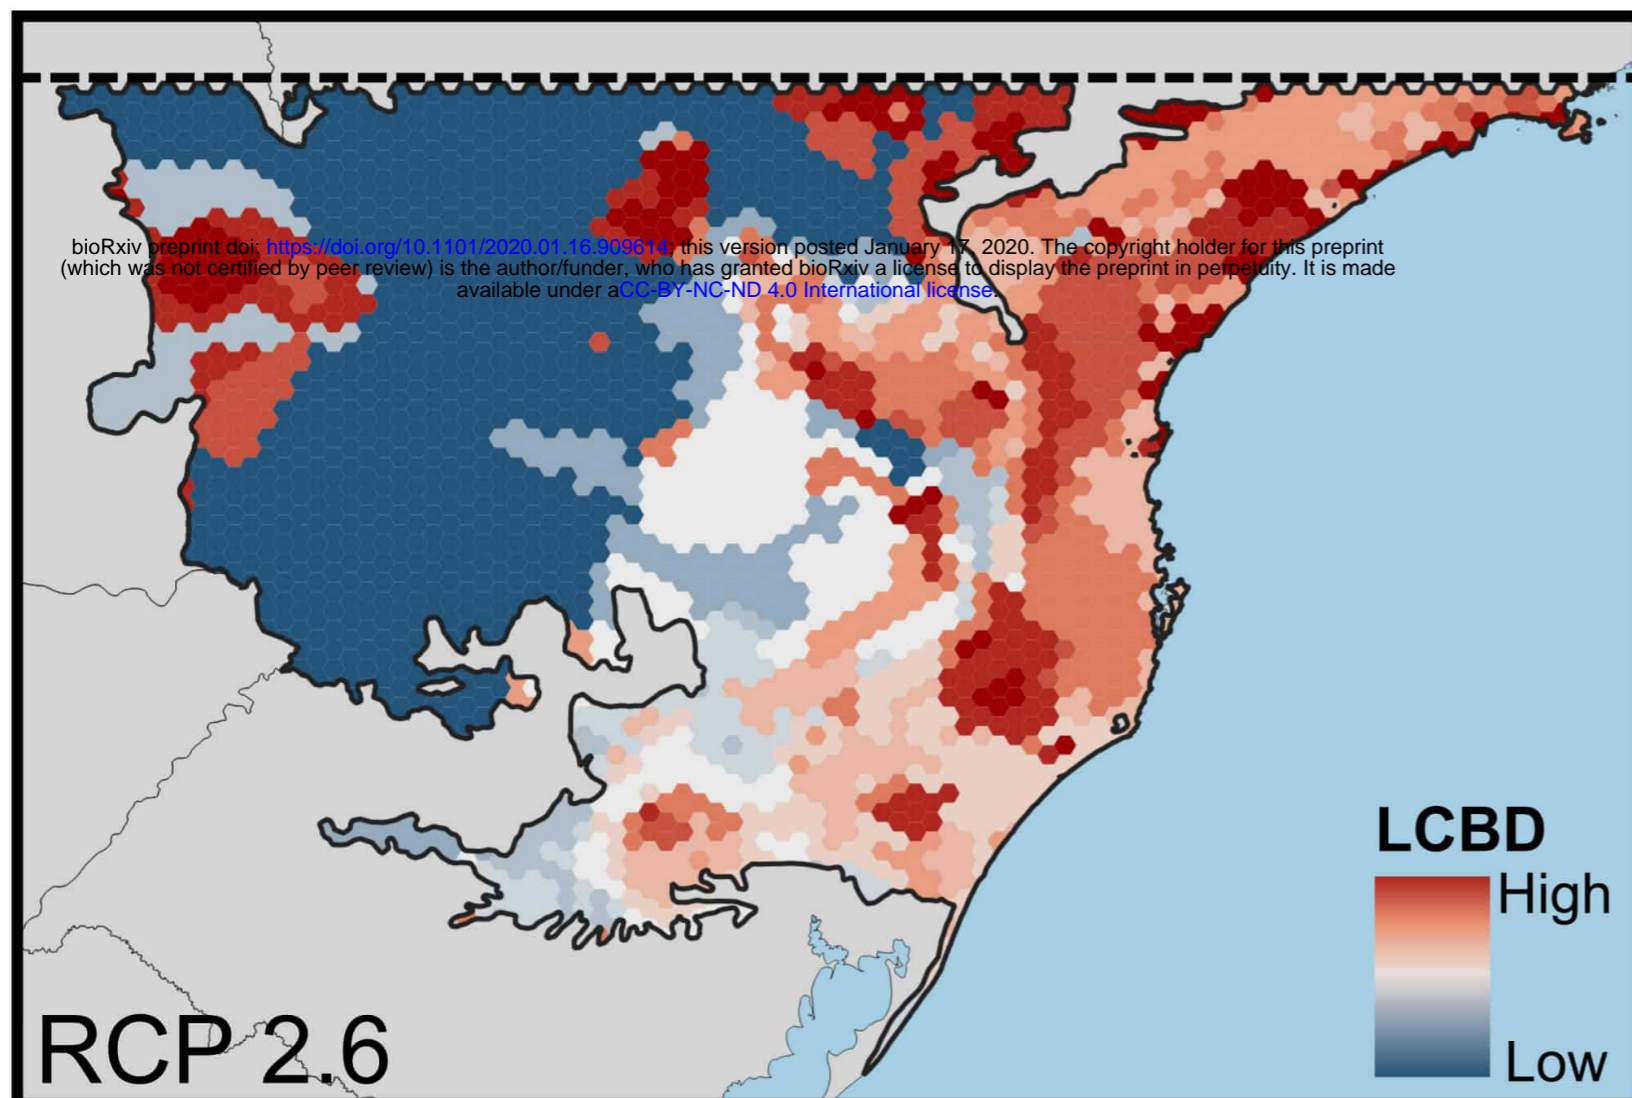 bioRxiv preprint doi: https://doi.org/10.1101/2020.01.16.909614; this version posted January 17, 2020. The copyright holder for this preprint
(which was not certified by peer review) is the author/funder, who has granted bioRxiv a license to display the preprint in perpetuity. It is made
available under aCC-BY-NC-ND 4.0 International license.
LCBD
High
Low
RCP 2.6